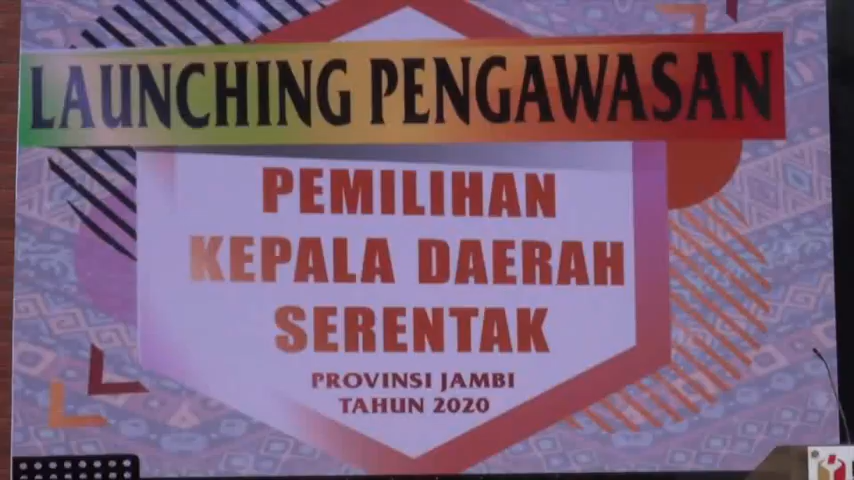 LAUNCHING PENGAWASAN
PEMILIHAN
KEPALA DAERAH
SERENTAK
PROVINSI JAMBI
TAHUN 2020